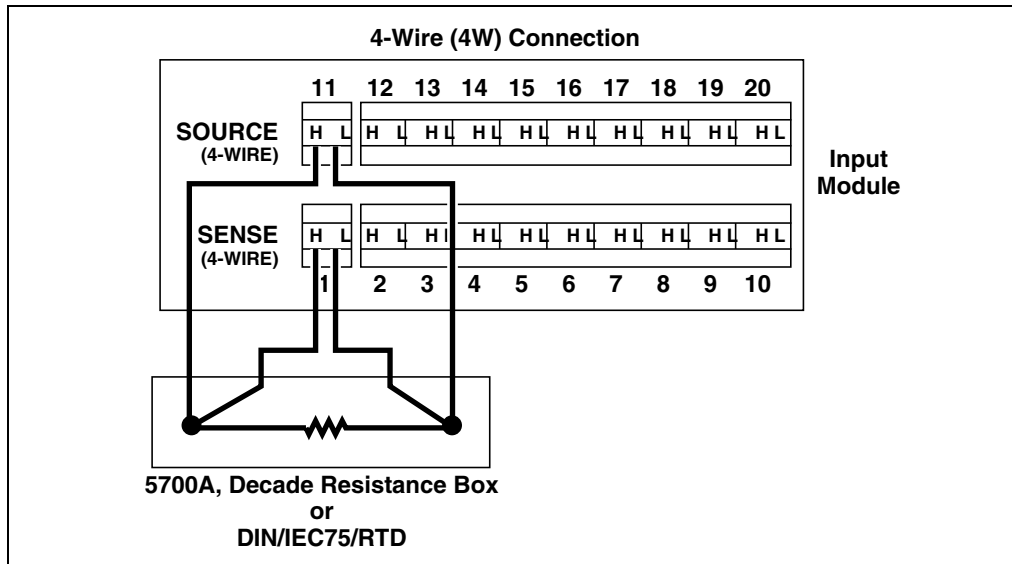 4-Wire (4W) Connection
11 12 13 14 15 16 17 18 19 20
SOURCE H L H L H L H L H L H L H L H L H L H L
(4-WIRE)
Input
Module
SENSE H L H L H L H L H L H L H L H L H L H L
(4-WIRE)
1 2 3 4 5 6 7 8 9 10
5700A, Decade Resistance Box
or
DIN/IEC75/RTD